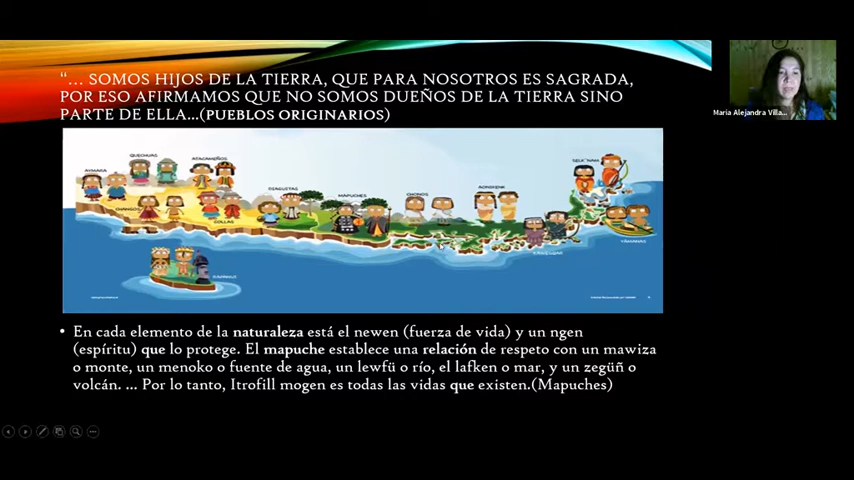 “... SOMOS HIJOS DE LA TIERRA, QUE PARA NOSOTROS ES SAGRADA,
POR ESO AFIRMAMOS QUE NO SOMOS DUEÑOS DE LA TIERRA SINO
PARTE DE ELLA...(PUEBLOS ORIGINARIOS)
Maria Alejandra Villa...
AYMARA
QUECHUAS
ATACAMEÑOS
CHANGOS
COLLAS
DIAGUITAS
MAPUCHES
CHONOS
AONIKENK
SELK'NAM
KAWÉSQAR
YÁMANAS
• En cada elemento de la naturaleza está el newen (fuerza de vida) y un ngen
(espíritu) que lo protege. El mapuche establece una relación de respeto con un mawiza
o monte, un menoko o fuente de agua, un lewfü o río, el lafken o mar, y un zegüñ o
volcán. ... Por lo tanto, Itrofill mogen es todas las vidas que existen.(Mapuches)